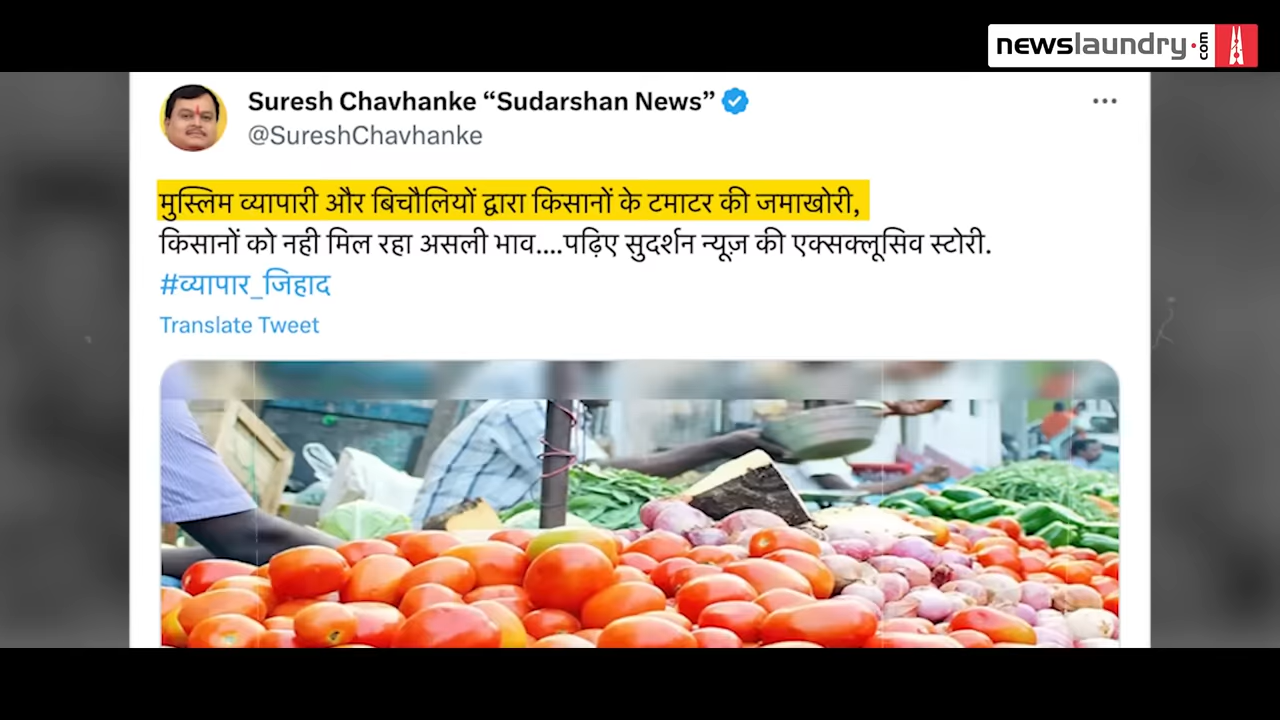 newslaundry.com
Suresh Chavhanke “Sudarshan News”
@SureshChavhanke
मुस्लिम व्यापारी और बिचौलियों द्वारा किसानों के टमाटर की जमाखोरी,
किसानों को नही मिल रहा असली भाव....पढ़िए सुदर्शन न्यूज़ की एक्सक्लूसिव स्टोरी.
#व्यापार_जिहाद
Translate Tweet